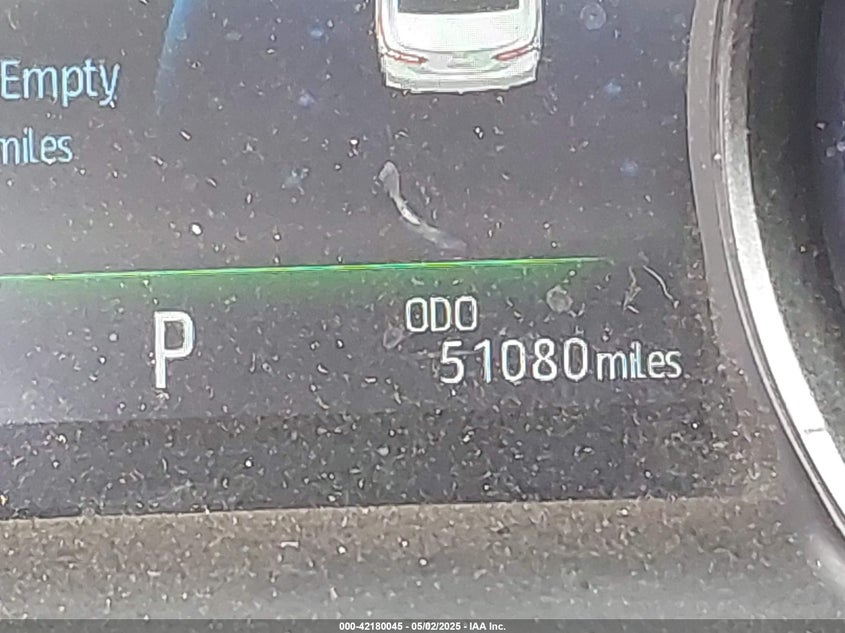 Empty
miles
P
ODO
51080 miles
000-42180045 - 05/02/2025 - IAA Inc.